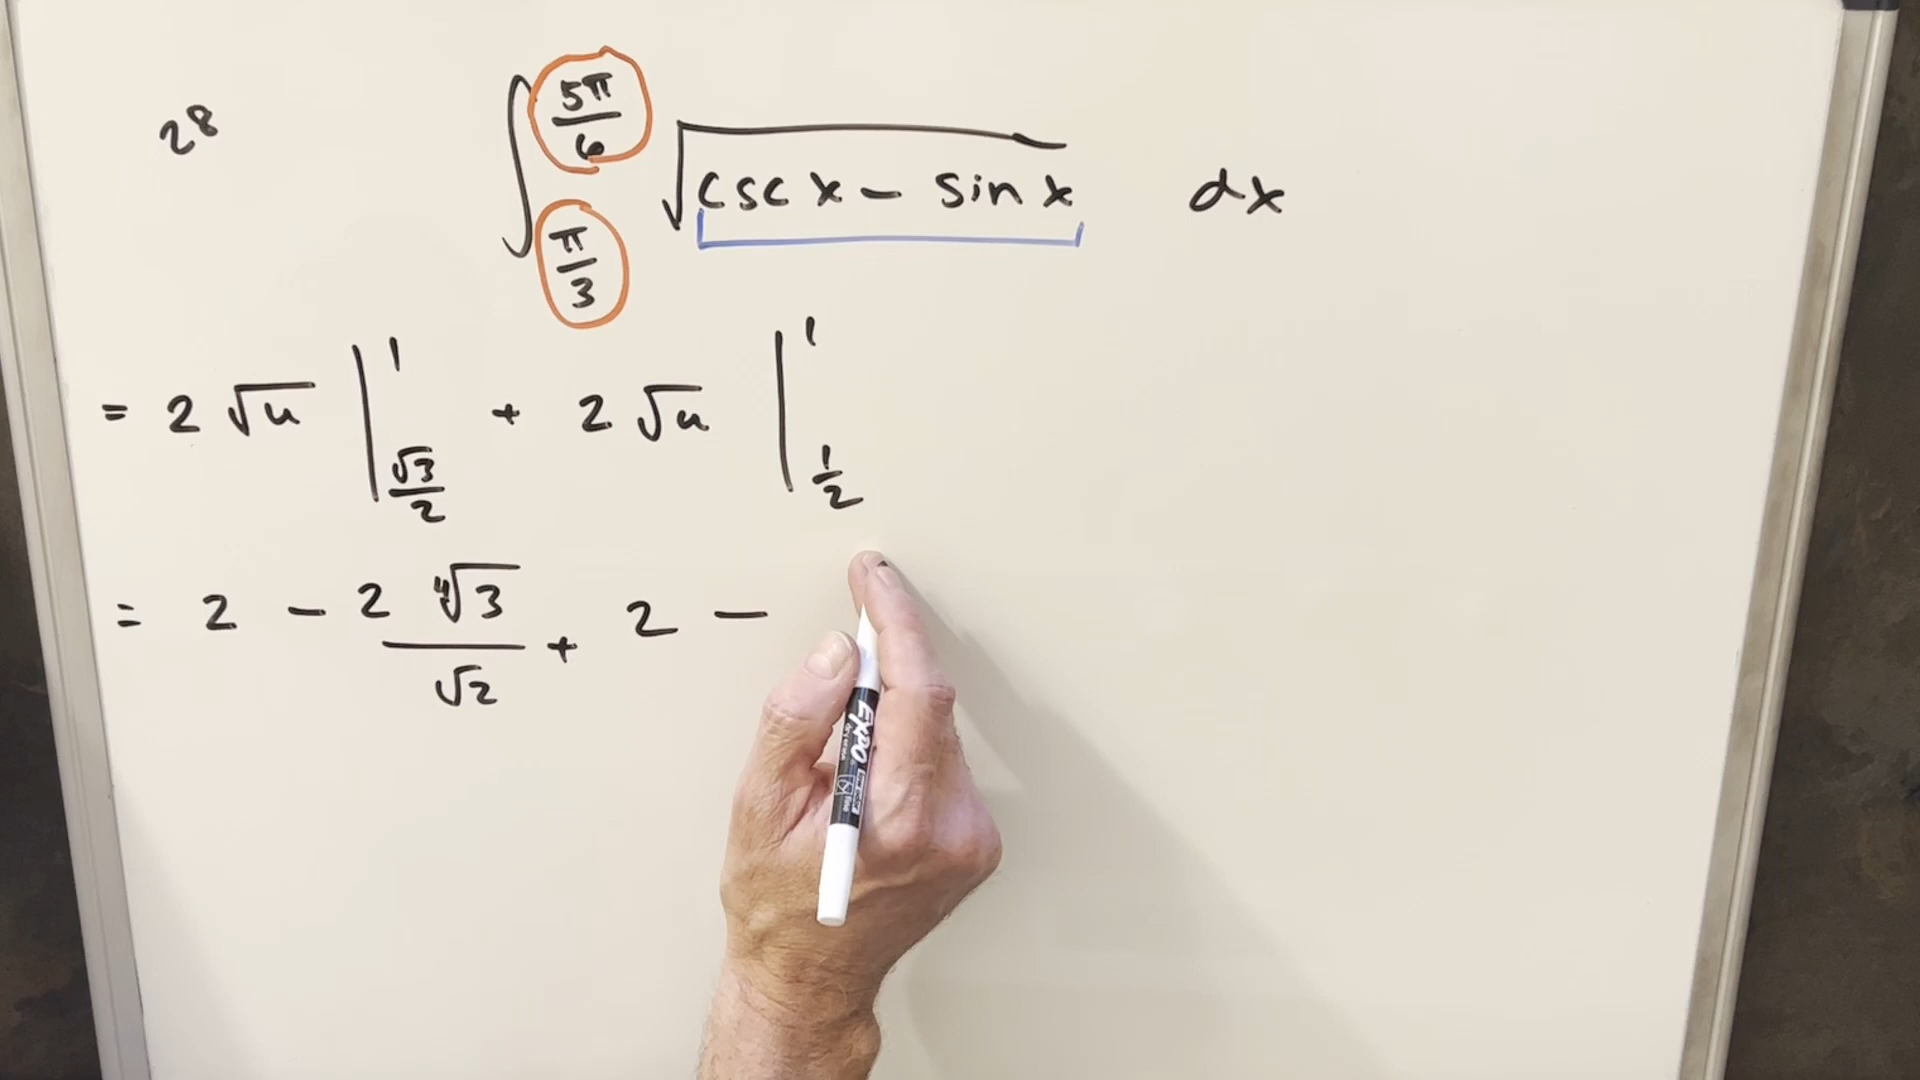 28 ∫_{π/3}^{5π/6} √(csc x − sin x) dx
= 2 √u |_{√3/2}^{1} + 2 √u |_{1/2}^{1}
= 2 − 2 ∜3/√2 + 2 −
EXPO